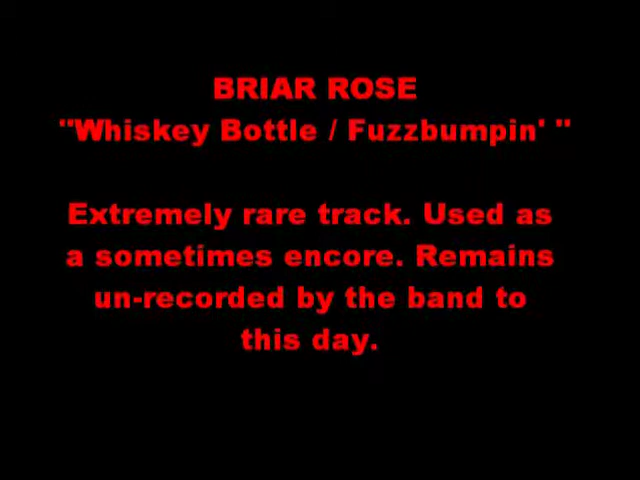 BRIAR ROSE
"Whiskey Bottle / Fuzzbumpin' "
Extremely rare track. Used as
a sometimes encore. Remains
un-recorded by the band to
this day.